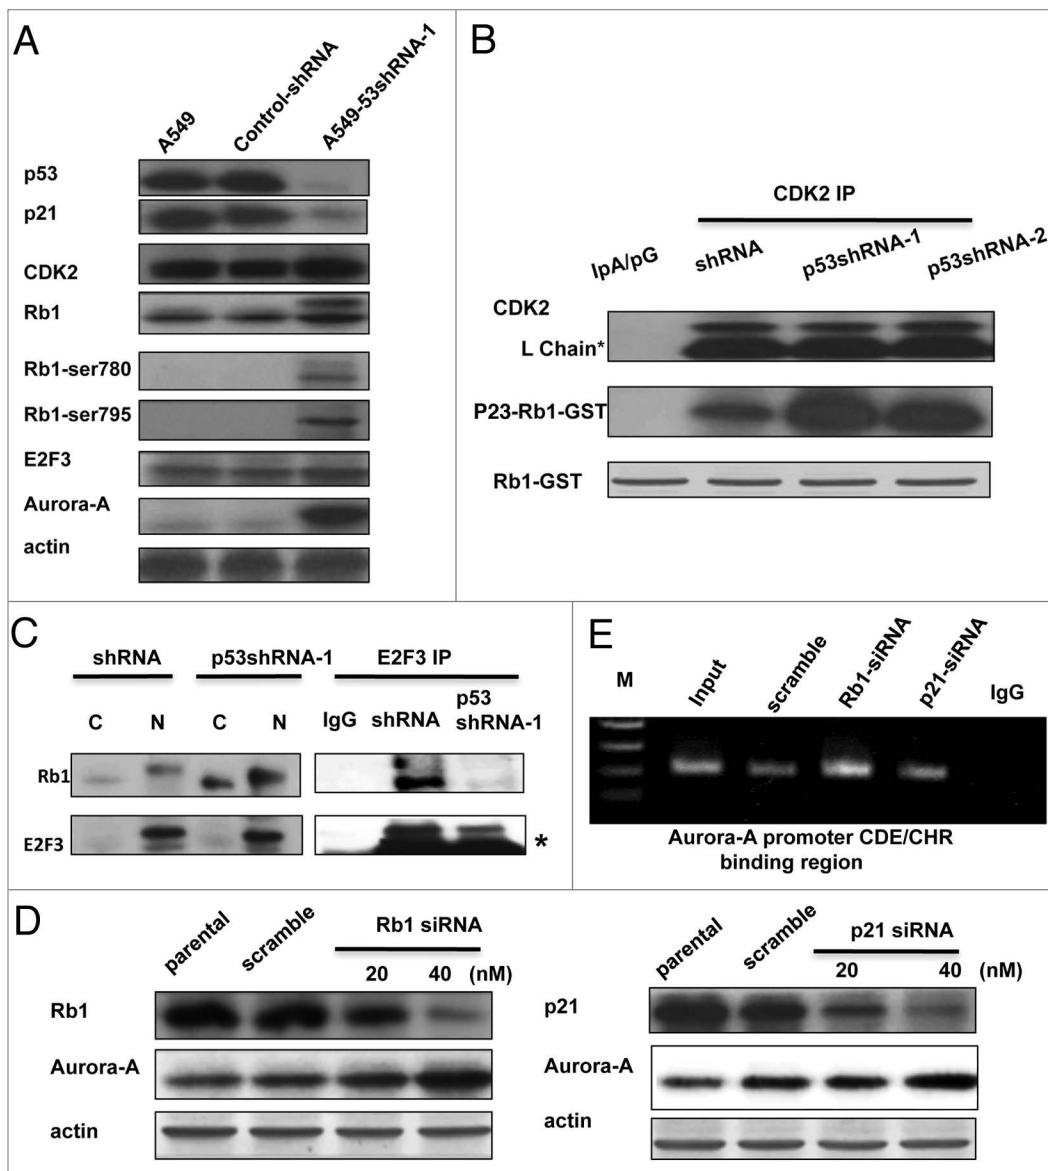 A
A549
Control-shRNA
A549-53shRNA-1
p53
p21
CDK2
Rb1
Rb1-ser780
Rb1-ser795
E2F3
Aurora-A
actin
B
CDK2 IP
IpA/pG
shRNA
p53shRNA-1
p53shRNA-2
CDK2
L Chain*
P23-Rb1-GST
Rb1-GST
C
shRNA
p53shRNA-1
E2F3 IP
C
N
C
N
IgG
shRNA
p53
shRNA-1
Rb1
E2F3
*
E
M
Input
scramble
Rb1-siRNA
p21-siRNA
IgG
Aurora-A promoter CDE/CHR
binding region
D
parental
scramble
Rb1 siRNA
20 40 (nM)
Rb1
Aurora-A
actin
parental
scramble
p21 siRNA
20 40 (nM)
p21
Aurora-A
actin